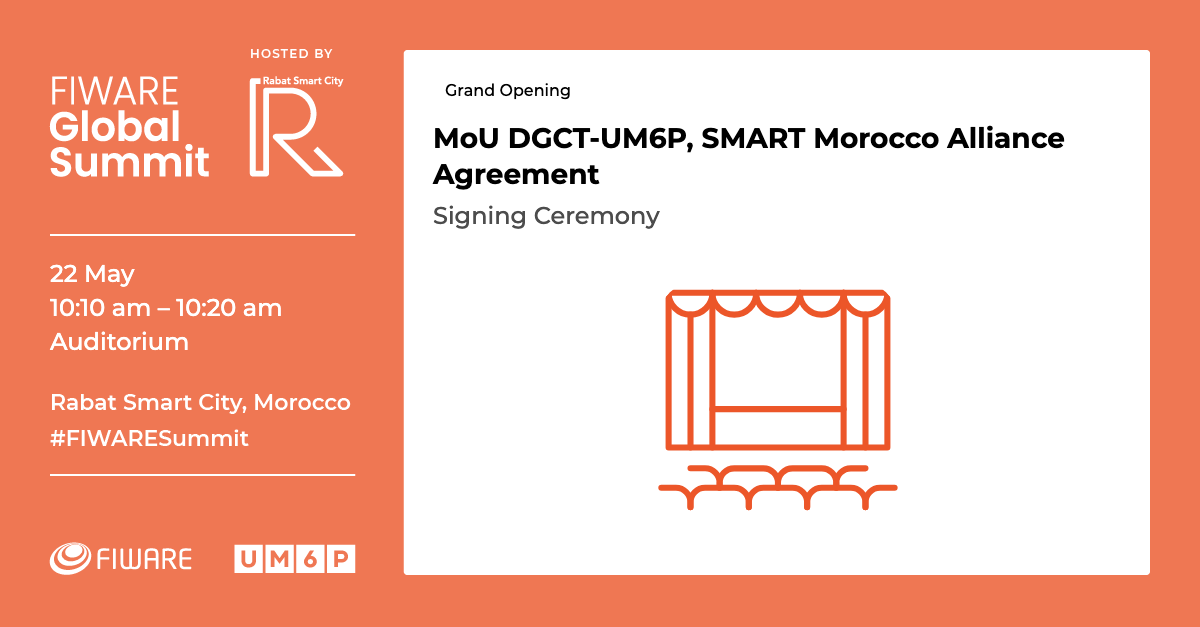 HOSTED BY
FIWARE
Global
Summit
Rabat Smart City
R
22 May
10:10 am – 10:20 am
Auditorium
Rabat Smart City, Morocco
#FIWARESummit
FIWARE
UM6P
Grand Opening
MoU DGCT-UM6P, SMART Morocco Alliance
Agreement
Signing Ceremony